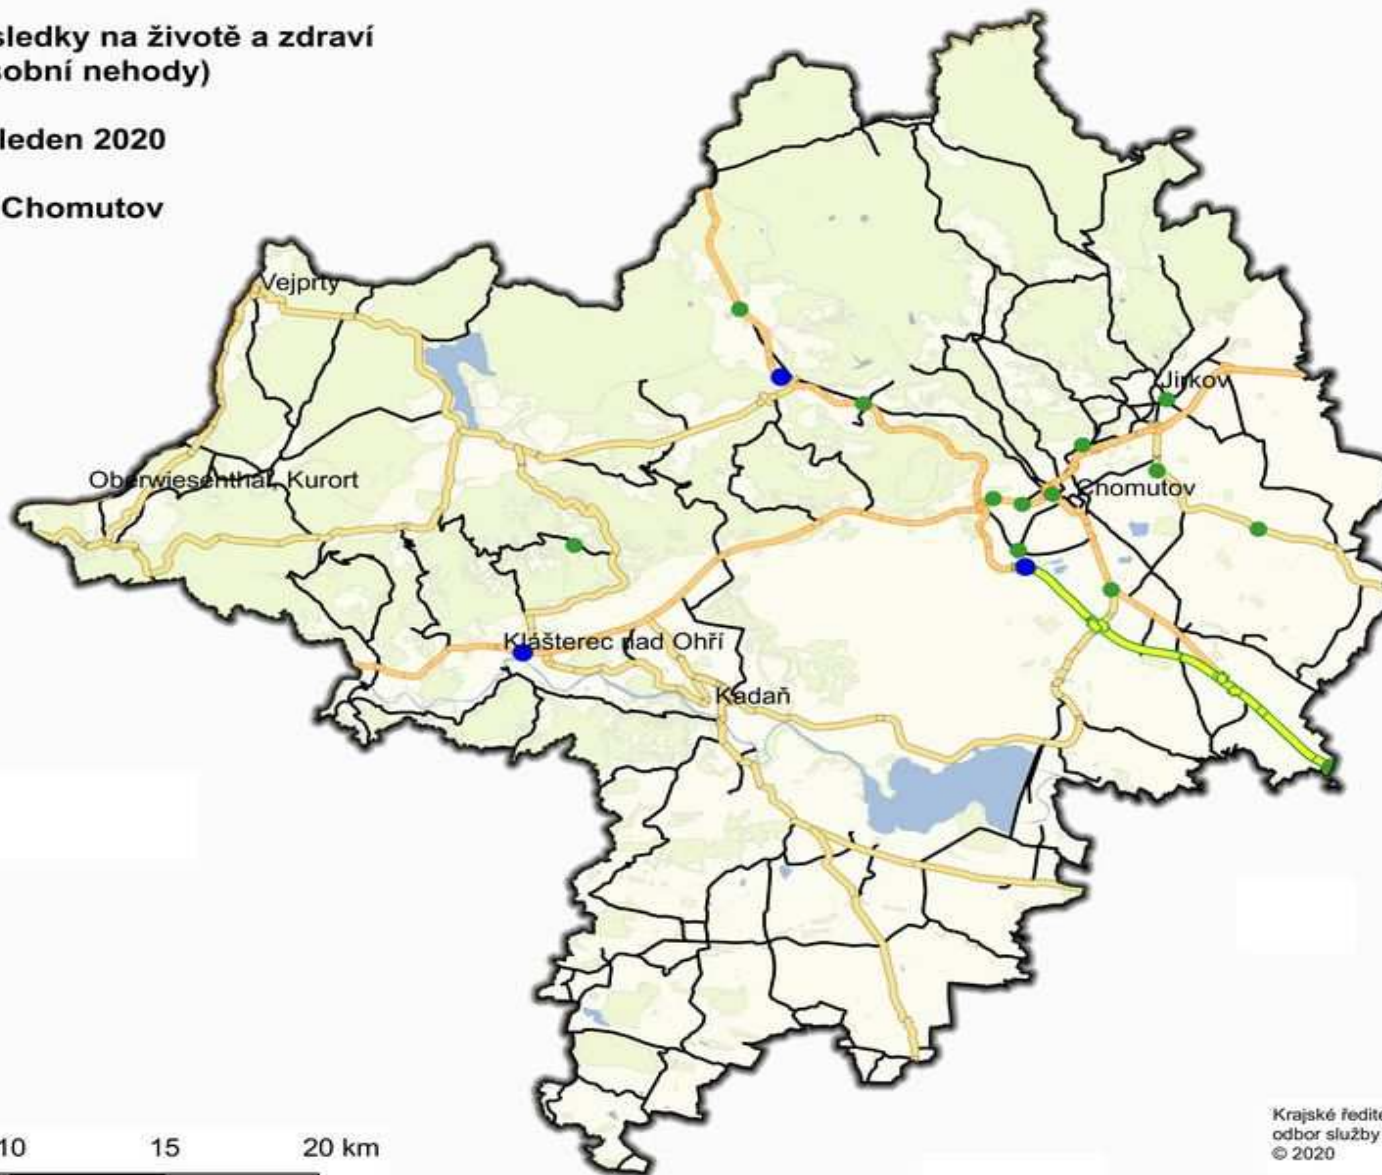 sledky na životě a zdraví
sobní nehody)
leden 2020
Chomutov
Vejprty
Jirkov
Oberwiesenthal, Kurort
Chomutov
Klášterec nad Ohří
Kadaň
10 15 20 km
Krajské ředite
odbor služby
© 2020